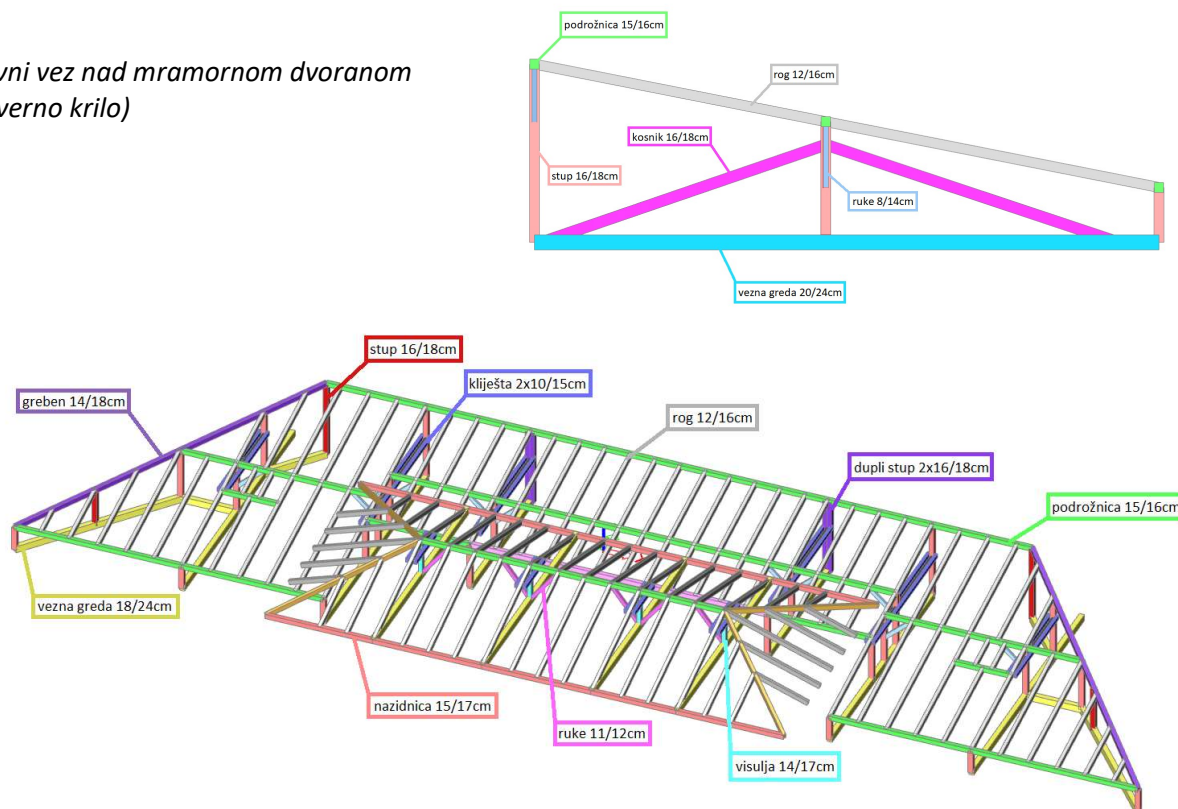 podrožnica 15/16cm
vni vez nad mramornom dvoranom
verno krilo)
rog 12/16cm
kosnik 16/18cm
stup 16/18cm
ruke 8/14cm
vezna greda 20/24cm
stup 16/18cm
kliješta 2x10/15cm
greben 14/18cm
rog 12/16cm
dupli stup 2x16/18cm
podrožnica 15/16cm
vezna greda 18/24cm
nazidnica 15/17cm
ruke 11/12cm
visulja 14/17cm